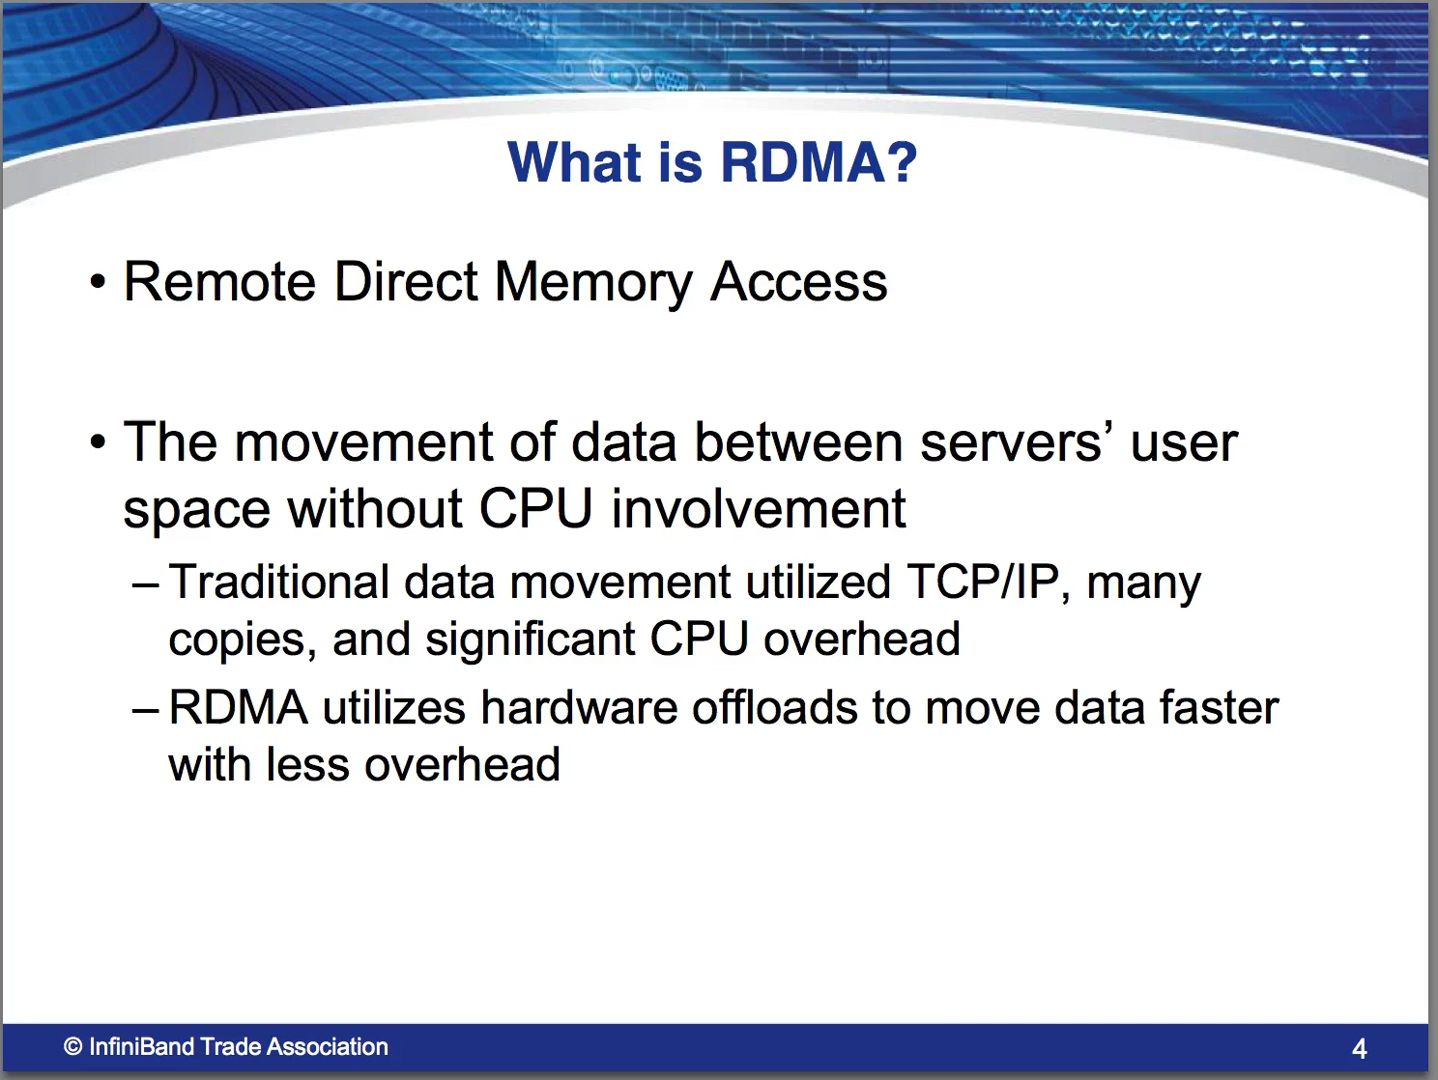 What is RDMA?
• Remote Direct Memory Access
• The movement of data between servers’ user
space without CPU involvement
– Traditional data movement utilized TCP/IP, many
copies, and significant CPU overhead
– RDMA utilizes hardware offloads to move data faster
with less overhead
© InfiniBand Trade Association
4